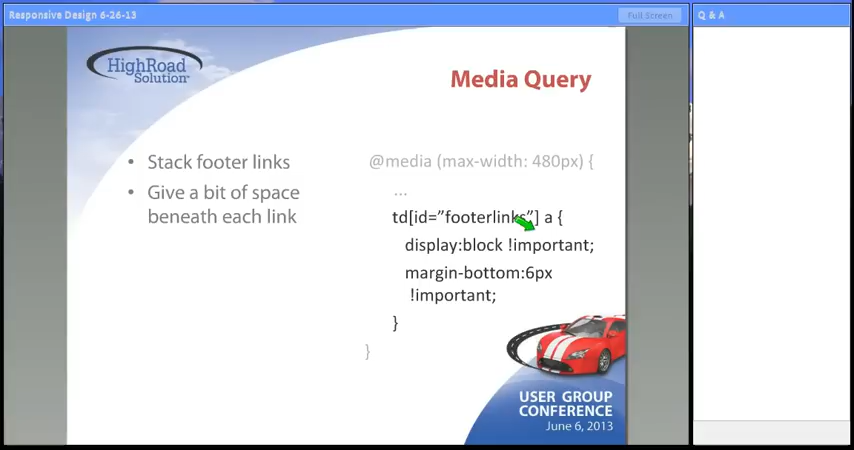 Responsive Design 6-26-13
Full Screen
Q & A
HighRoad
Solution
Media Query
• Stack footer links
• Give a bit of space
beneath each link
@media (max-width: 480px) {
...
td[id=”footerlinks”] a {
display:block !important;
margin-bottom:6px
!important;
}
}
USER GROUP
CONFERENCE
June 6, 2013